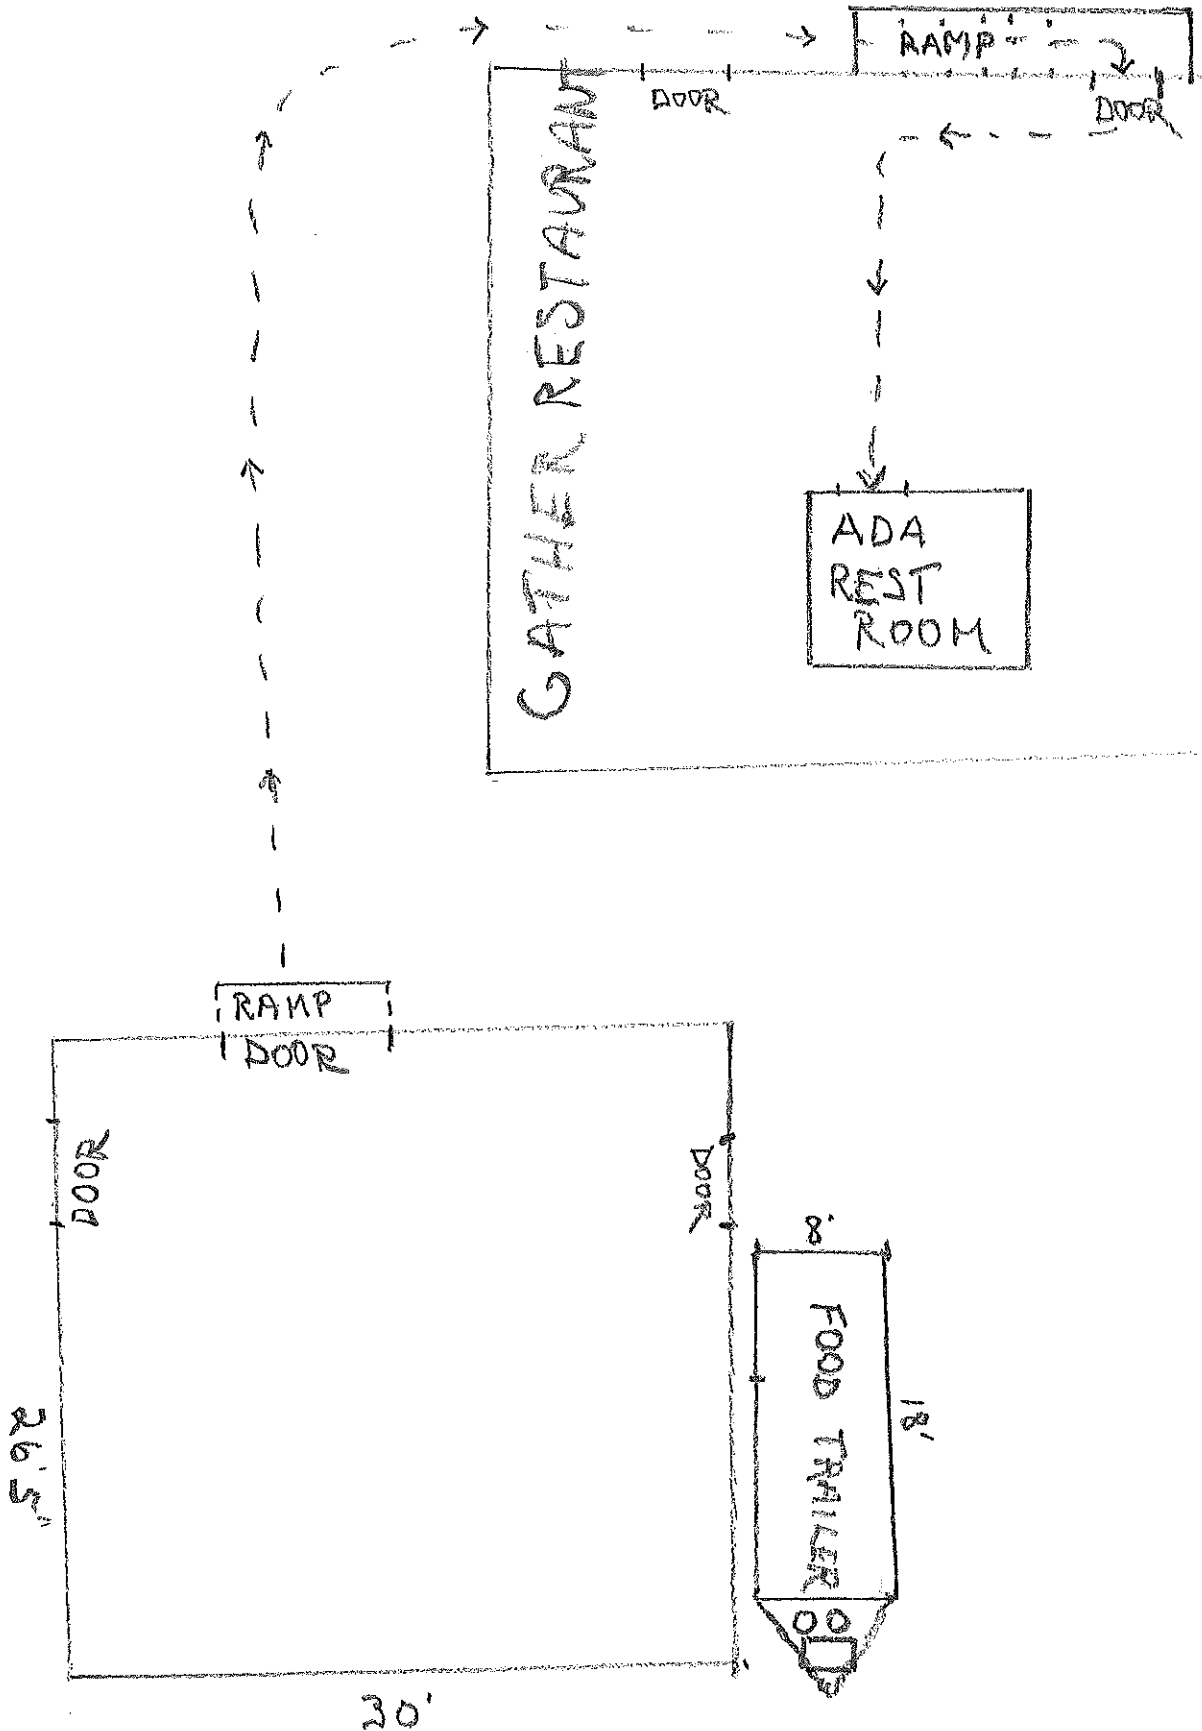 RAMP
DOOR
DOOR
GATHER RESTAURANT
ADA
REST
ROOM
RAMP
DOOR
DOOR
DOOR
8'
FOOD TRAILER
18'
26'5"
30'